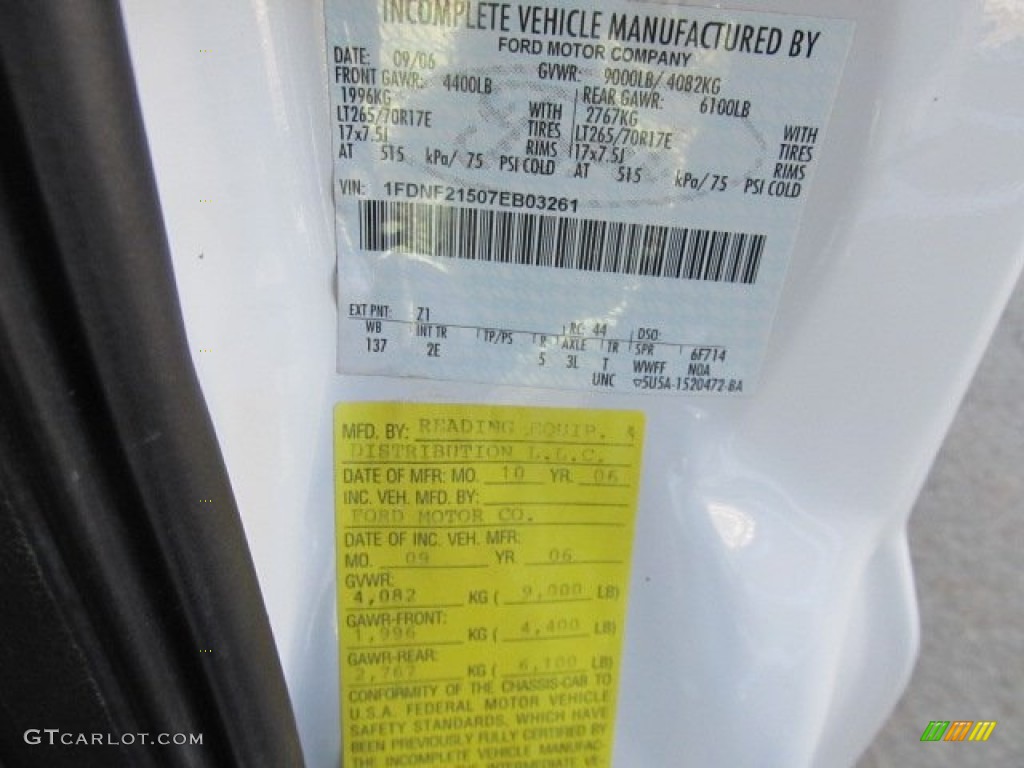 INCOMPLETE VEHICLE MANUFACTURED BY
FORD MOTOR COMPANY
DATE: 09/06 GVWR: 9000LB/ 4082KG
FRONT GAWR: 4400LB REAR GAWR: 6100LB
1996KG WITH 2767KG WITH
LT265/70R17E TIRES LT265/70R17E TIRES
17x7.5J RIMS 17x7.5J RIMS
AT 515 kPa/ 75 PSI COLD AT 515 kPa/ 75 PSI COLD
VIN: 1FDNF21507EB03261
EXT PNT: Z1 RC: 44 DSO:
WB INT TR TP/PS R AXLE TR SPR 6F714
137 2E 5 3L T WWFF NOA
UNC ▽5U5A-1520472-BA
MFD. BY: READING EQUIP. &
DISTRIBUTION L.L.C.
DATE OF MFR: MO. 10 YR. 06
INC. VEH. MFD. BY:
FORD MOTOR CO.
DATE OF INC. VEH. MFR:
MO. 09 YR 06
GVWR:
4,082 KG ( 9,000 LB)
GAWR-FRONT:
1,996 KG ( 4,400 LB)
GAWR-REAR:
2,767 KG ( 6,100 LB)
CONFORMITY OF THE CHASSIS-CAB TO
U.S.A. FEDERAL MOTOR VEHICLE
SAFETY STANDARDS, WHICH HAVE
BEEN PREVIOUSLY FULLY CERTIFIED BY
THE INCOMPLETE VEHICLE MANUFAC-
THE INTERMEDIATE VE-
GTCARLOT.COM